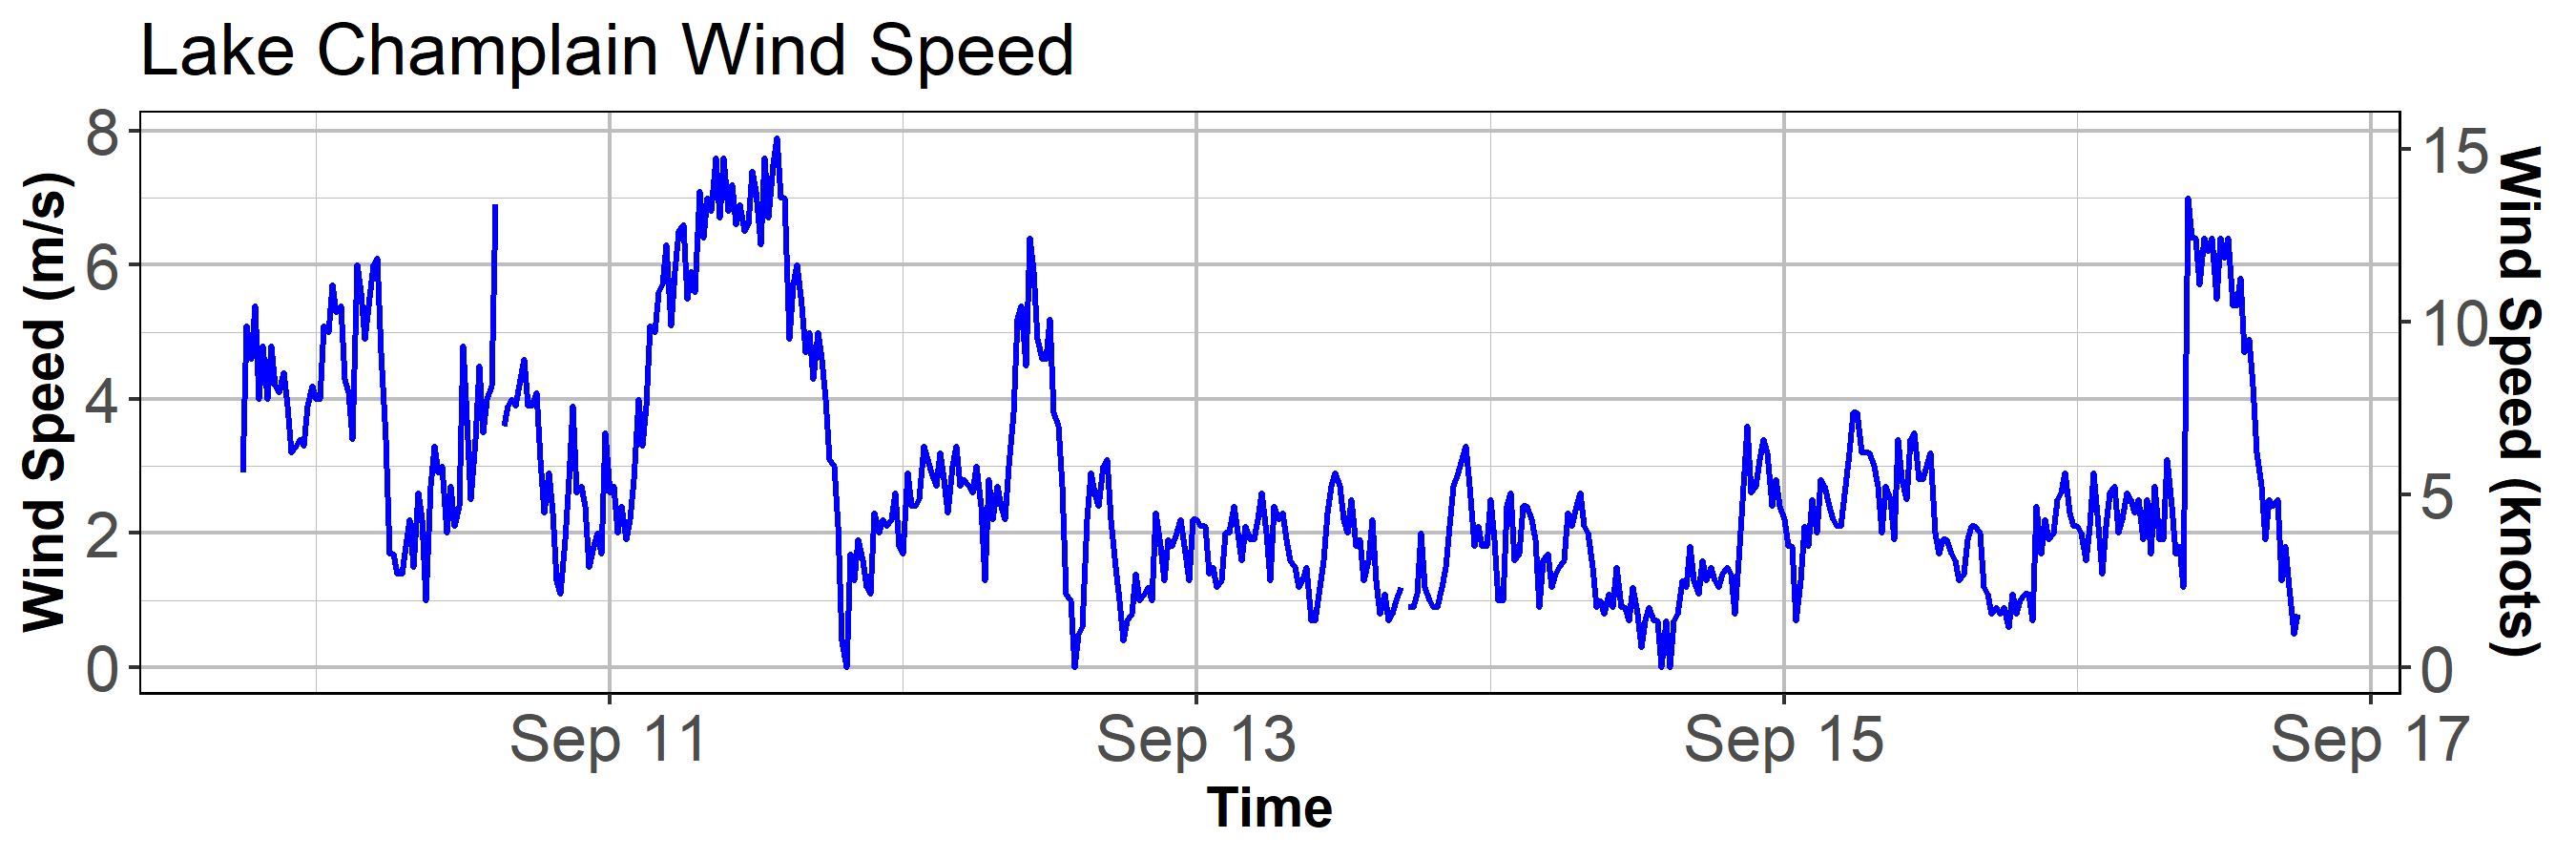 Lake Champlain Wind Speed
Wind Speed (m/s)
8
6
4
2
0
15
10
5
0
Wind Speed (knots)
Sep 11
Sep 13
Sep 15
Sep 17
Time